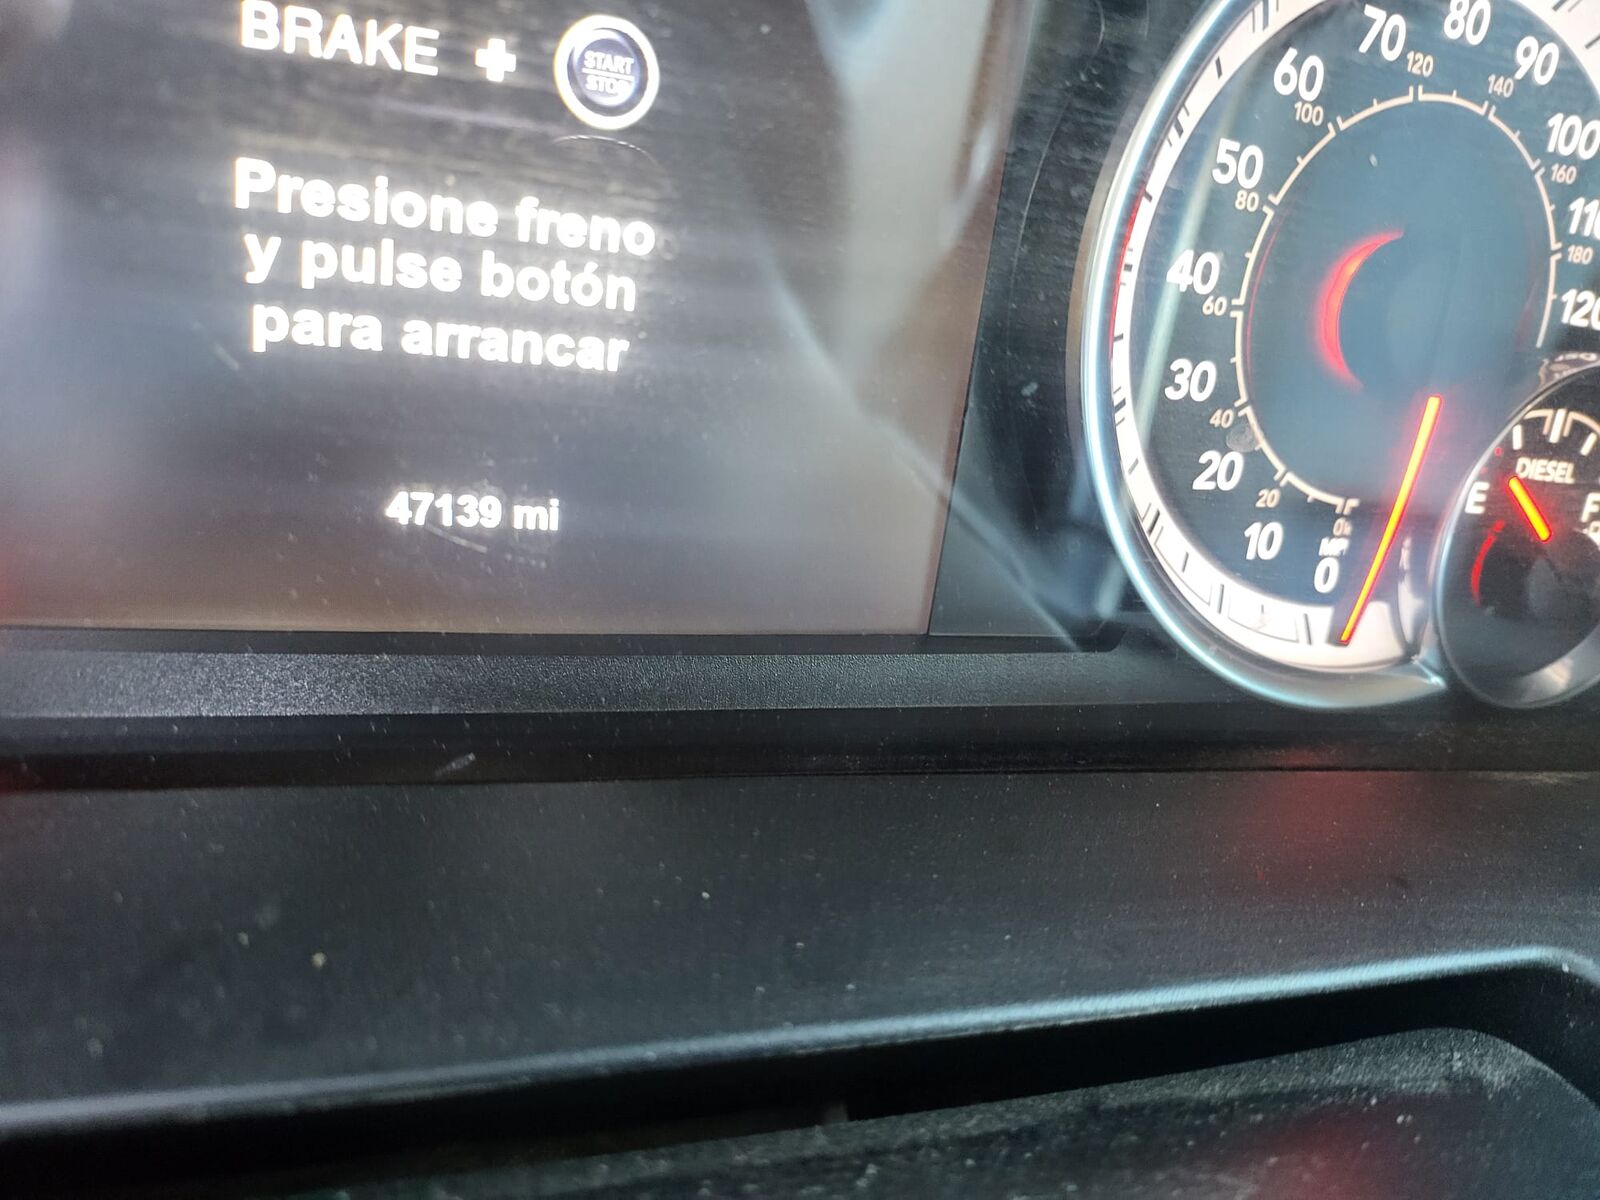 BRAKE + START STOP
Presione freno
y pulse botón
para arrancar
47139 mi
0
10
20
30
40
50
60
70
80
90
100
120
20
40
60
80
100
120
140
160
180
DIESEL
E
F